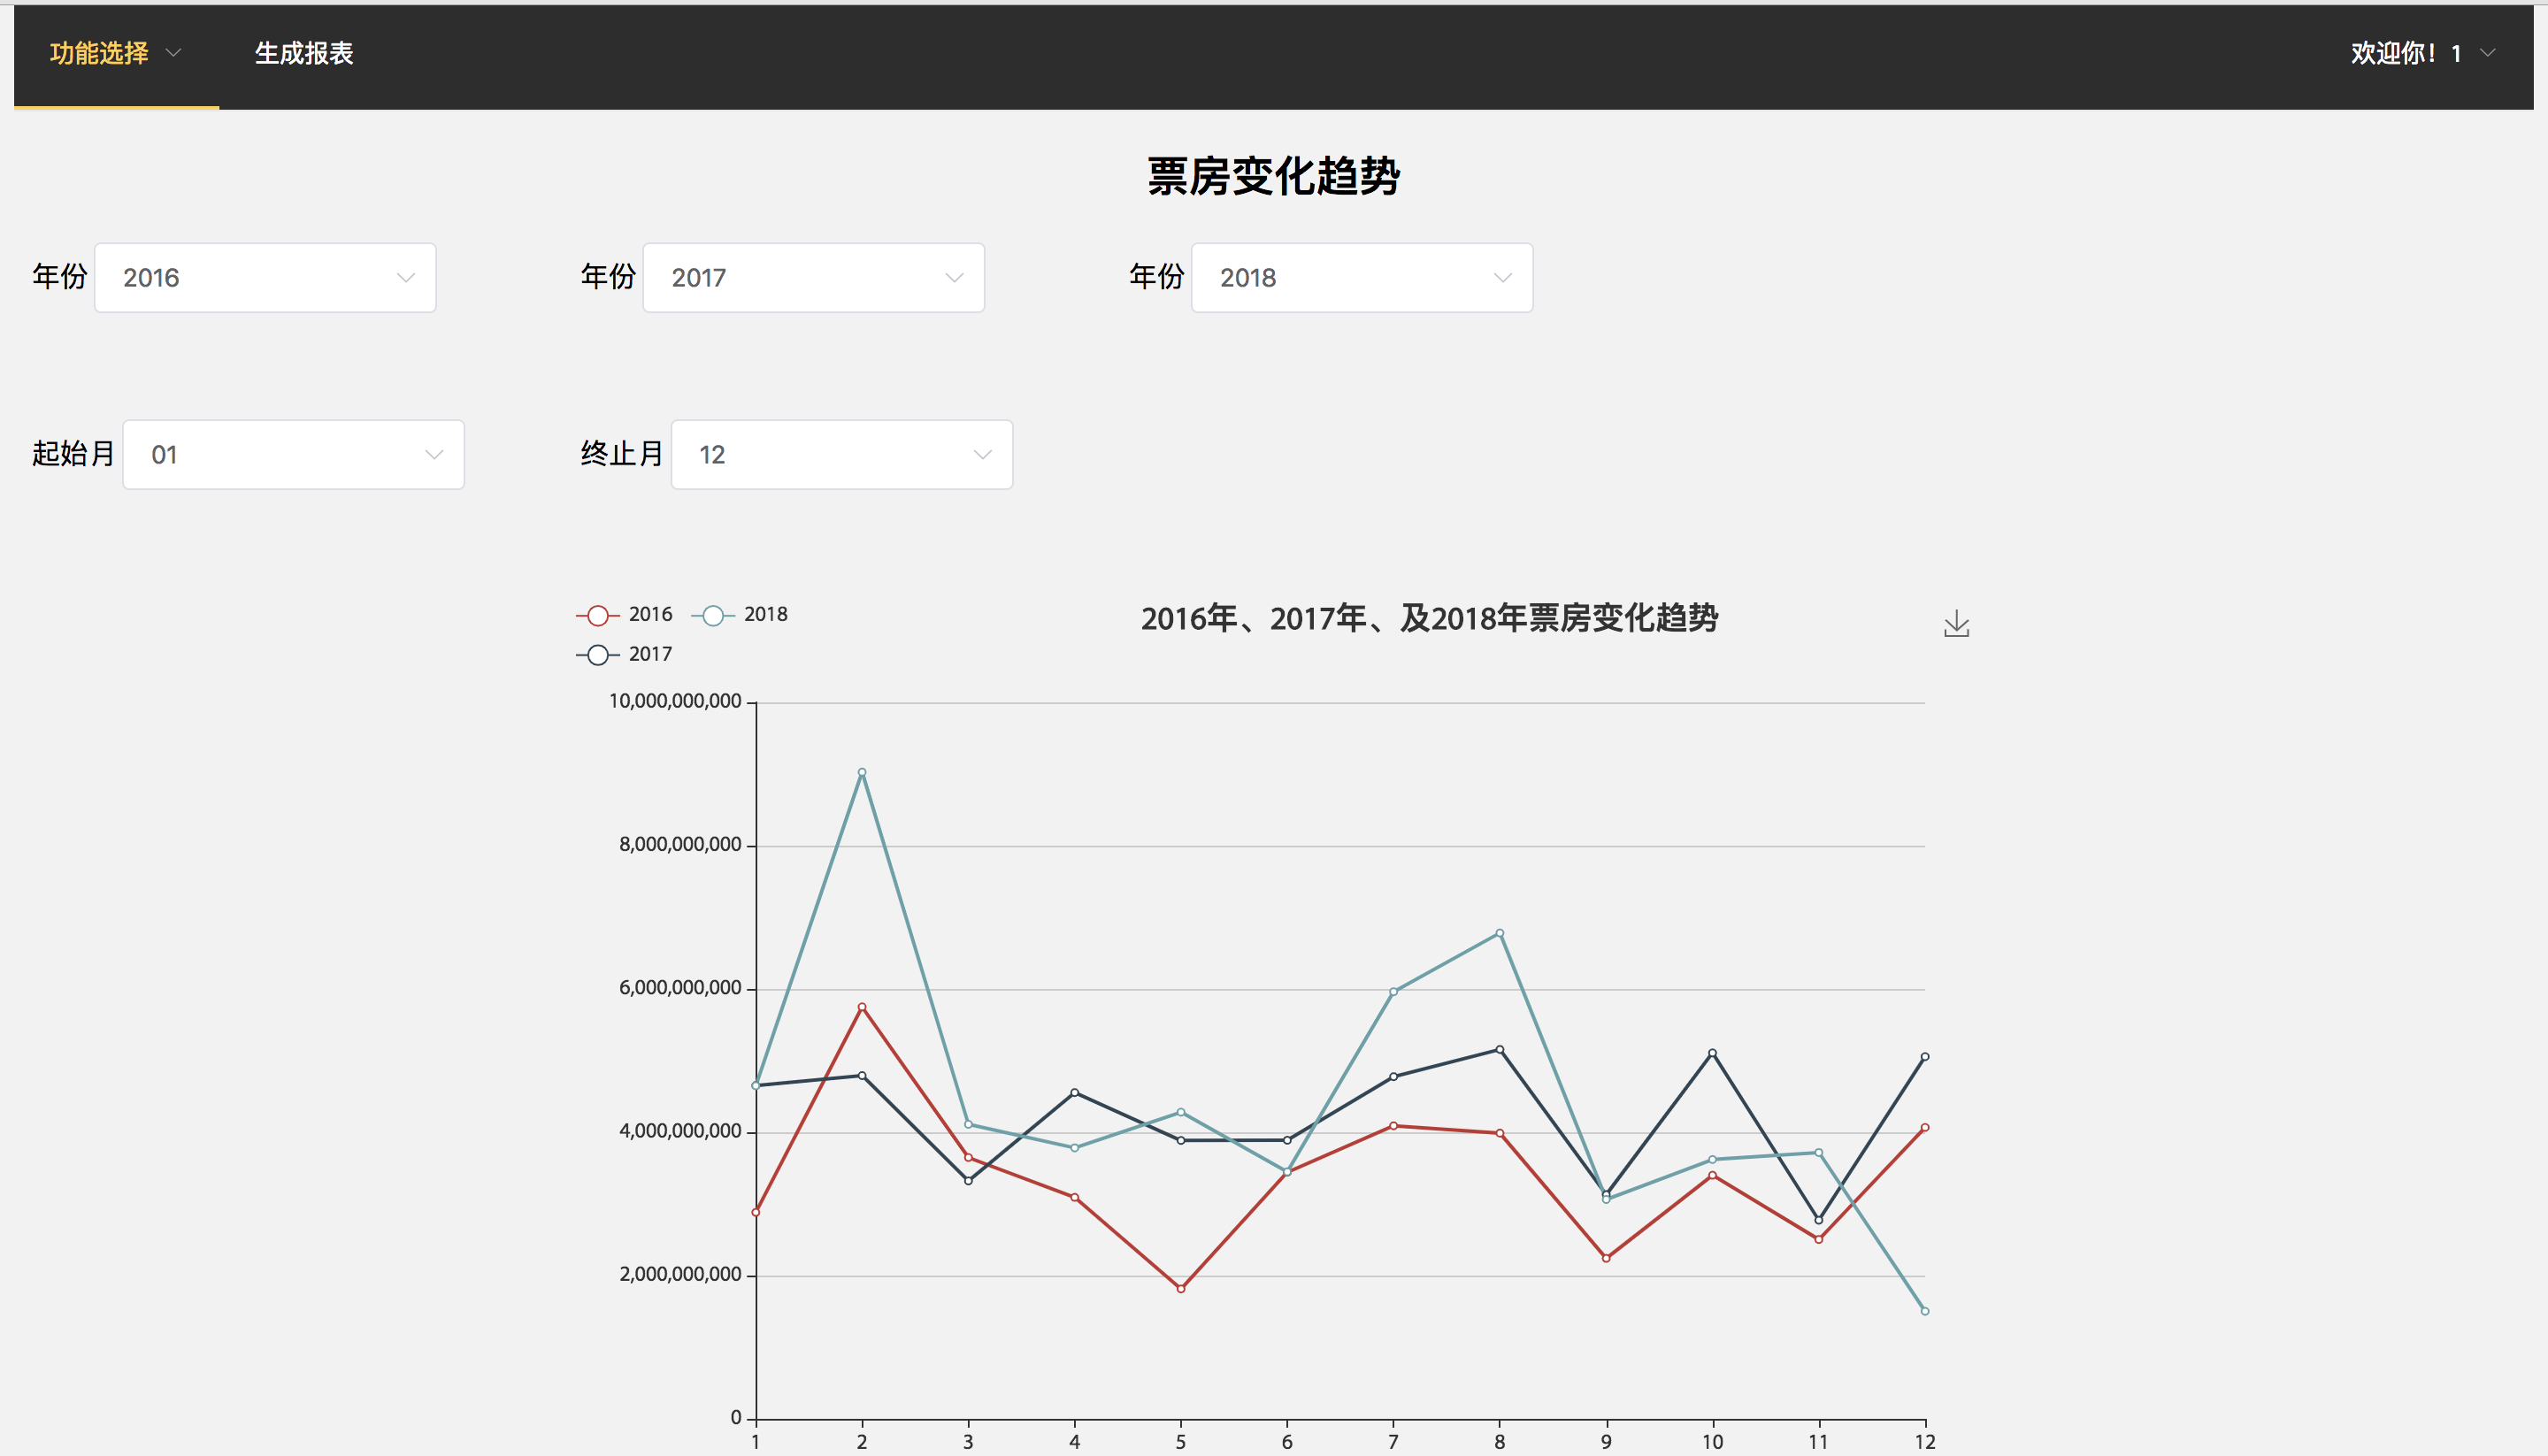 功能选择 生成报表 欢迎你！1
票房变化趋势
年份 2016 年份 2017 年份 2018
起始月 01 终止月 12
2016 2018
2017
2016年、2017年、及2018年票房变化趋势
10,000,000,000
8,000,000,000
6,000,000,000
4,000,000,000
2,000,000,000
0
1 2 3 4 5 6 7 8 9 10 11 12